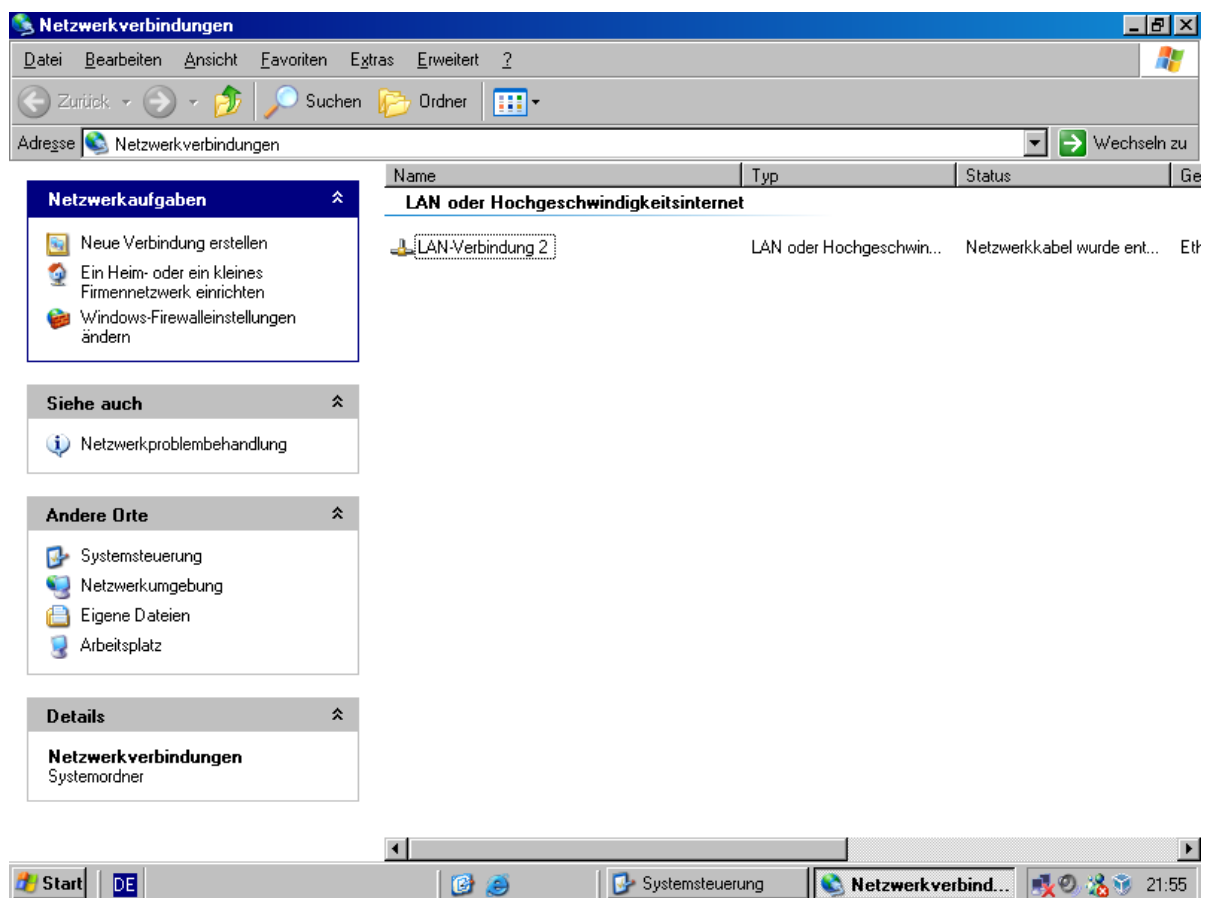 Netzwerkverbindungen
Datei Bearbeiten Ansicht Favoriten Extras Erweitert ?
Zurück Suchen Ordner
Adresse Netzwerkverbindungen Wechseln zu
Name Typ Status Ge
Netzwerkaufgaben
Neue Verbindung erstellen
Ein Heim- oder ein kleines
Firmennetzwerk einrichten
Windows-Firewalleinstellungen
ändern
Siehe auch
Netzwerkproblembehandlung
Andere Orte
Systemsteuerung
Netzwerkumgebung
Eigene Dateien
Arbeitsplatz
Details
Netzwerkverbindungen
Systemordner
LAN oder Hochgeschwindigkeitsinternet
LAN-Verbindung 2 LAN oder Hochgeschwin... Netzwerkkabel wurde ent... Eth
Start DE Systemsteuerung Netzwerkverbind... 21:55